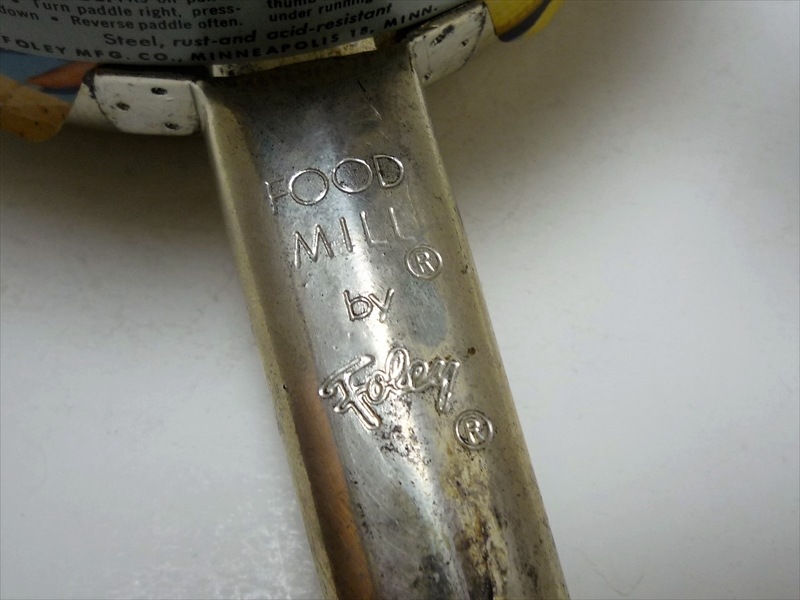 Turn paddle right, press-
down • Reverse paddle often.
thumb
under running
Steel, rust-and acid-resistant
FOLEY MFG. CO., MINNEAPOLIS 18, MINN.
FOOD
MILL ®
by
Foley ®